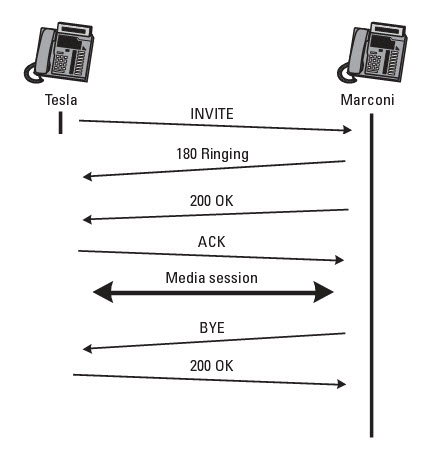 Tesla
Marconi
INVITE
180 Ringing
200 OK
ACK
Media session
BYE
200 OK